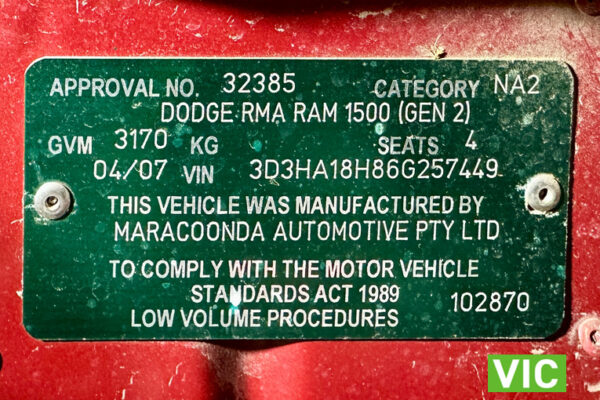 APPROVAL NO. 32385 CATEGORY NA2
DODGE RMA RAM 1500 (GEN 2)
GVM 3170 KG SEATS 4
04/07 VIN 3D3HA18H86G257449
THIS VEHICLE WAS MANUFACTURED BY
MARACOONDA AUTOMOTIVE PTY LTD
TO COMPLY WITH THE MOTOR VEHICLE
STANDARDS ACT 1989 102870
LOW VOLUME PROCEDURES
VIC